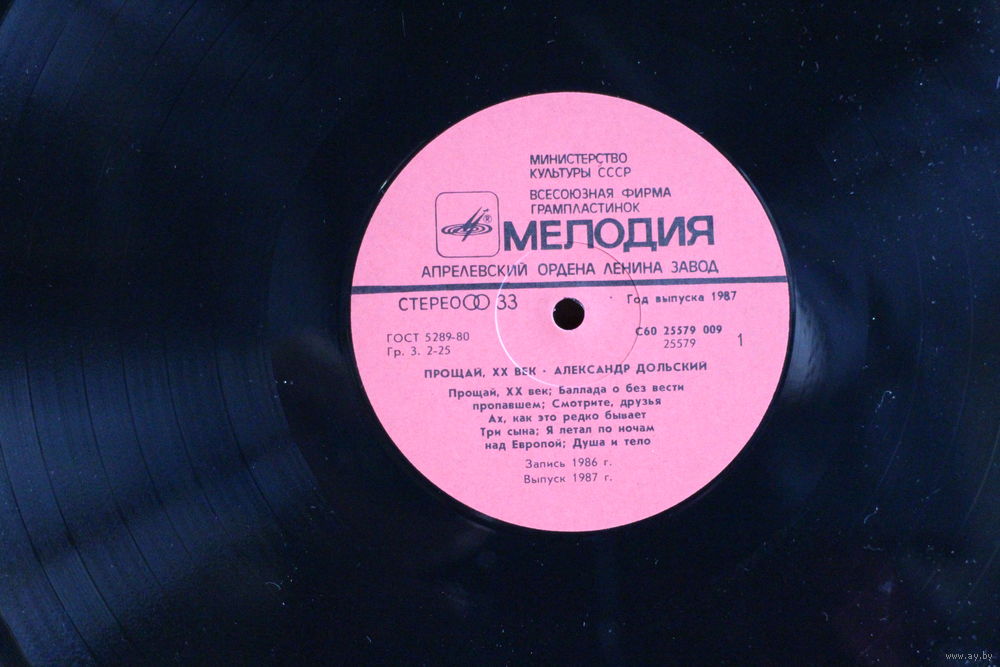 МИНИСТЕРСТВО
КУЛЬТУРЫ СССР
ВСЕСОЮЗНАЯ ФИРМА
ГРАМПЛАСТИНОК
® МЕЛОДИЯ
АПРЕЛЕВСКИЙ ОРДЕНА ЛЕНИНА ЗАВОД
СТЕРЕО 33
Год выпуска 1987
ГОСТ 5289-80
Гр. 3. 2-25
С60 25579 009
25579
1
ПРОЩАЙ, XX ВЕК · АЛЕКСАНДР ДОЛЬСКИЙ
Прощай, XX век; Баллада о без вести
пропавшем; Смотрите, друзья
Ах, как это редко бывает
Три сына; Я летал по ночам
над Европой; Душа и тело
Запись 1986 г.
Выпуск 1987 г.
www.ay.by